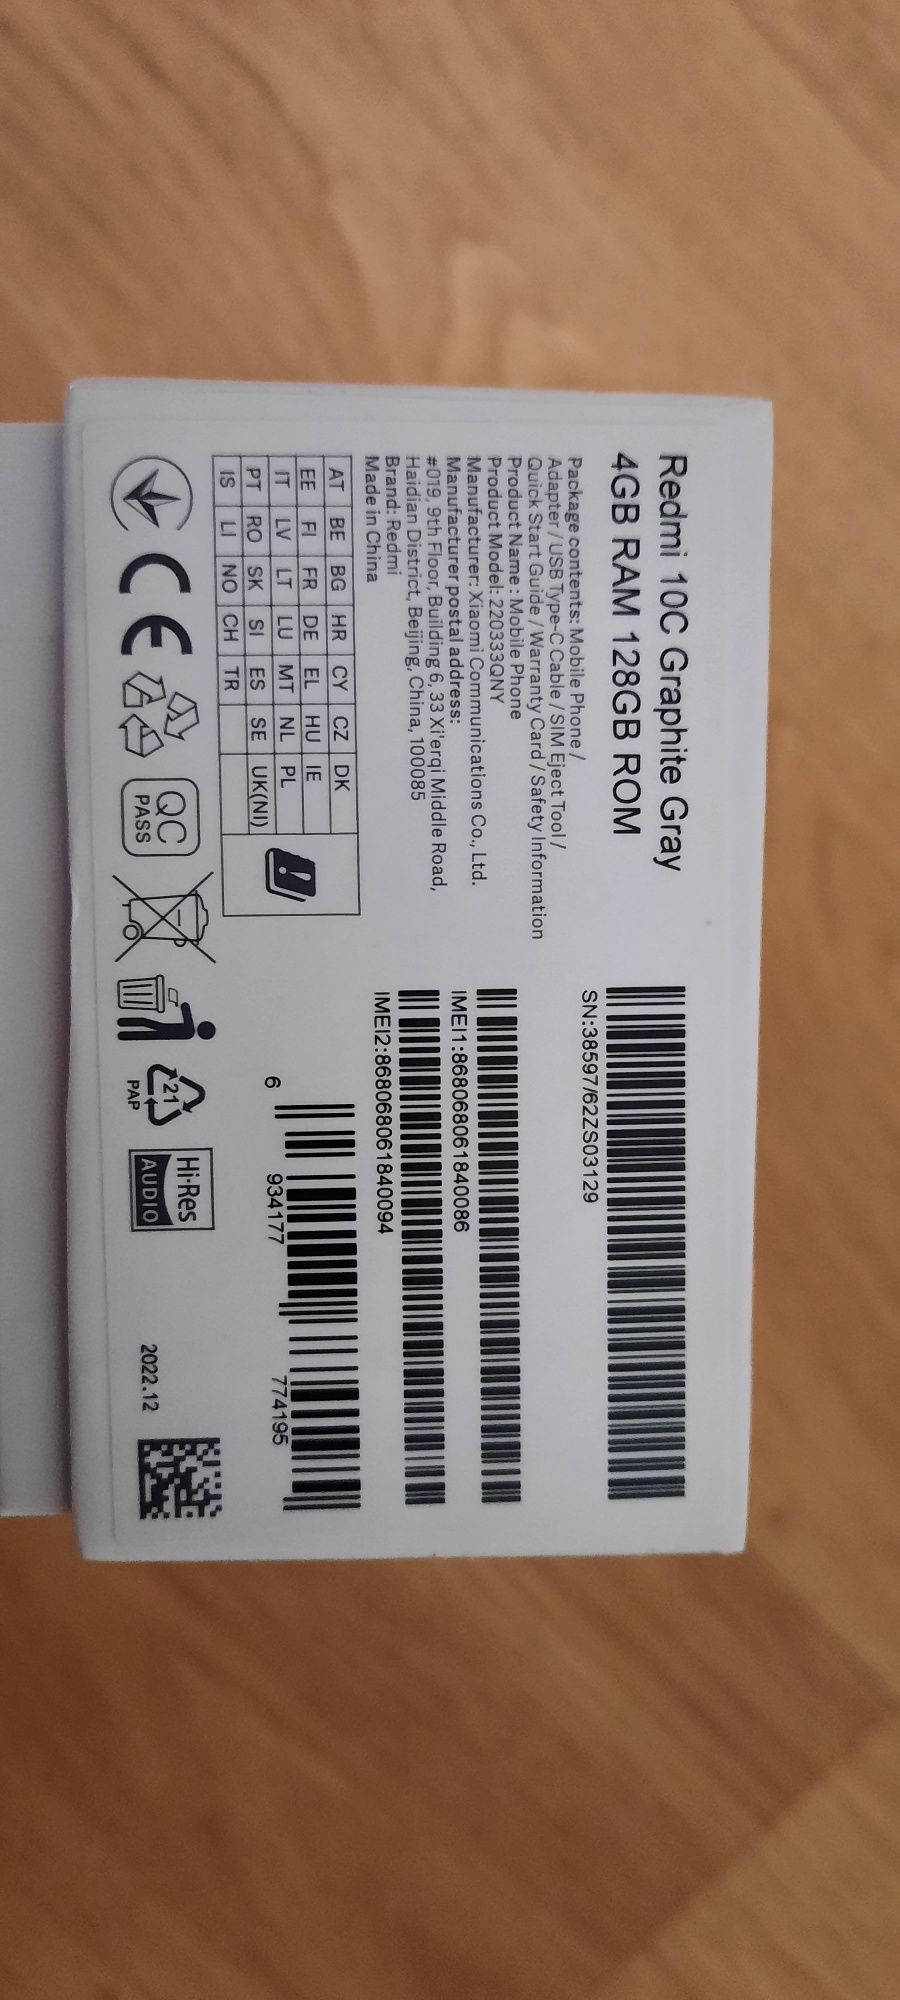 Redmi 10C Graphite Gray
4GB RAM 128GB ROM
Package contents: Mobile Phone /
Adapter / USB Type-C Cable / SIM Eject Tool /
Quick Start Guide / Warranty Card / Safety Information
Product Name : Mobile Phone
Product Model: 220333QNY
Manufacturer: Xiaomi Communications Co., Ltd.
Manufacturer postal address:
#019, 9th Floor, Building 6, 33 Xi'erqi Middle Road,
Haidian District, Beijing, China, 100085
Brand: Redmi
Made in China
AT BE BG HR CY CZ DK
EE FI FR DE EL HU IE
IT LV LT LU MT NL PL
PT RO SK SI ES SE UK(NI)
IS LI NO CH TR
SN:38597/62ZS03129
IMEI1:868068061840086
IMEI2:868068061840094
6 934177 774195
CE
QC
PASS
21
PAP
Hi-Res
AUDIO
2022.12